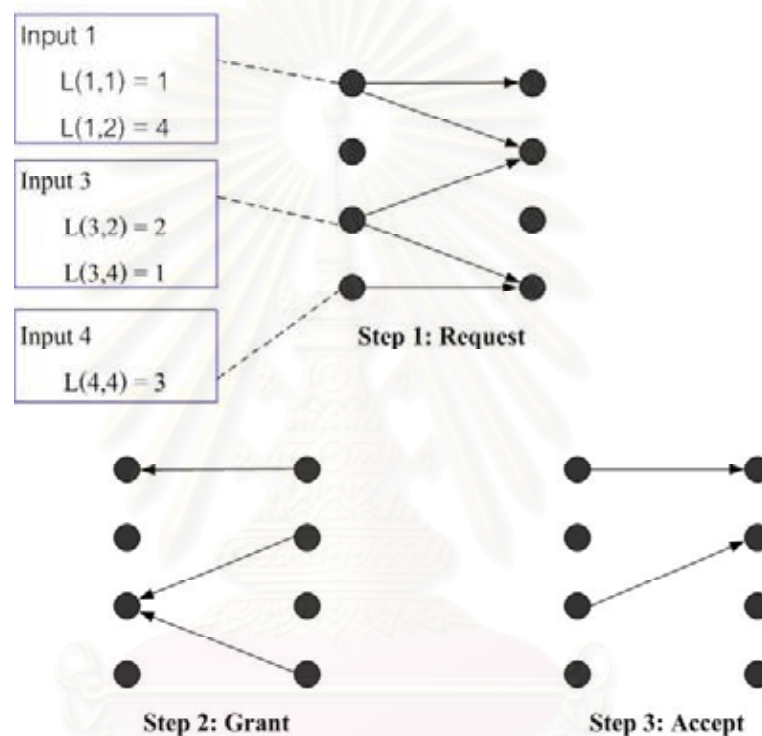 Input 1
L(1,1) = 1
L(1,2) = 4
Input 3
L(3,2) = 2
L(3,4) = 1
Input 4
L(4,4) = 3
Step 1: Request
Step 2: Grant
Step 3: Accept